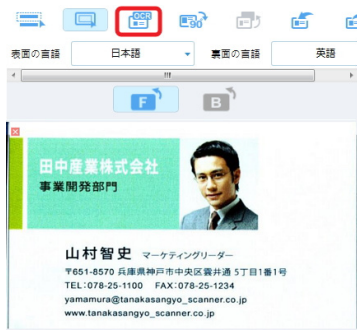 OCR
90°
表面の言語 日本語 裏面の言語 英語
F B
田中産業株式会社
事業開発部門
山村智史 マーケティングリーダー
〒651-8570 兵庫県神戸市中央区雲井通 5丁目1番1号
TEL:078-25-1100 FAX:078-25-1234
yamamura@tanakasangyo_scanner.co.jp
www.tanakasangyo_scanner.co.jp